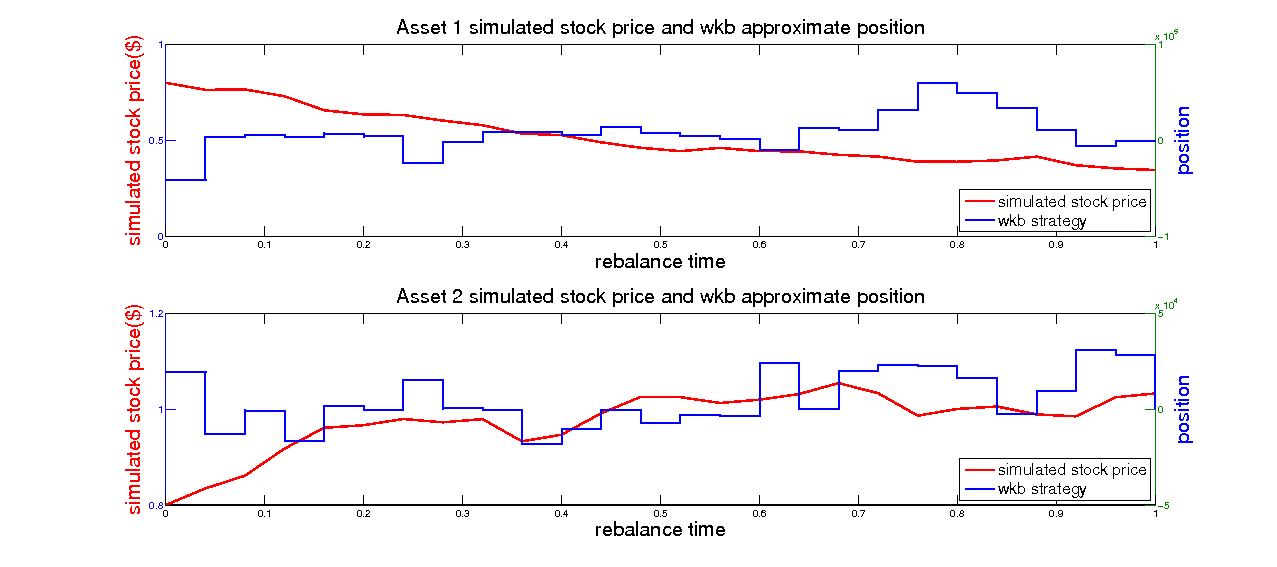 Asset 1 simulated stock price and wkb approximate position
x 10^5
simulated stock price($)
1
0.5
0
1
0
-1
position
simulated stock price
wkb strategy
0 0.1 0.2 0.3 0.4 0.5 0.6 0.7 0.8 0.9 1
rebalance time
Asset 2 simulated stock price and wkb approximate position
x 10^4
simulated stock price($)
1.2
1
0.8
5
0
-5
position
simulated stock price
wkb strategy
0 0.1 0.2 0.3 0.4 0.5 0.6 0.7 0.8 0.9 1
rebalance time